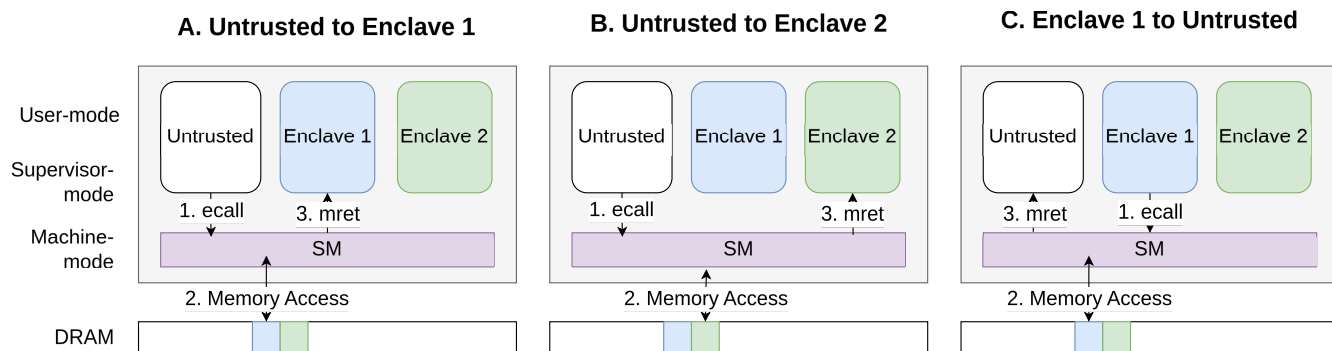 A. Untrusted to Enclave 1
B. Untrusted to Enclave 2
C. Enclave 1 to Untrusted
User-mode
Supervisor-
mode
Machine-
mode
DRAM
Untrusted
Enclave 1
Enclave 2
1. ecall
3. mret
SM
2. Memory Access
Untrusted
Enclave 1
Enclave 2
1. ecall
3. mret
SM
2. Memory Access
Untrusted
Enclave 1
Enclave 2
3. mret
1. ecall
SM
2. Memory Access